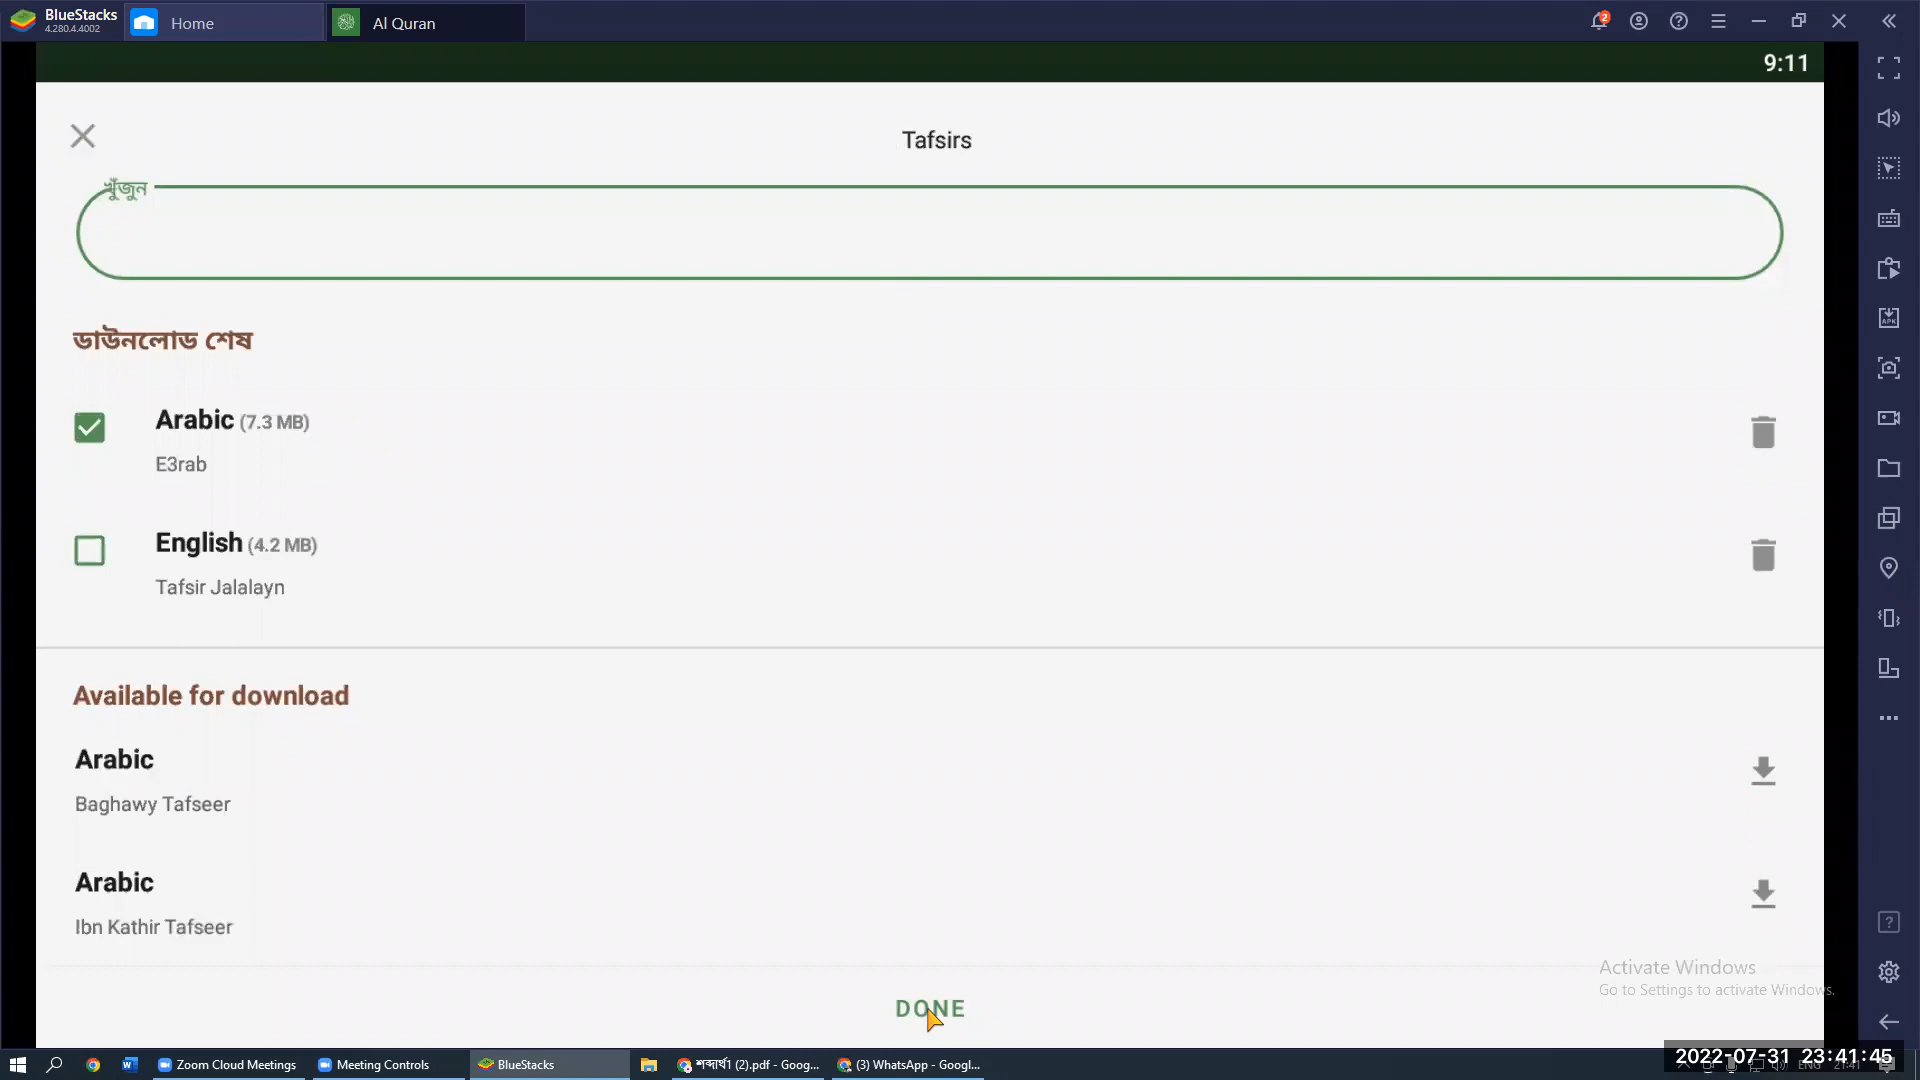 BlueStacks
4.280.4.4002
Home
Al Quran
2
9:11
Tafsirs
খুঁজুন
ডাউনলোড শেষ
Arabic (7.3 MB)
E3rab
English (4.2 MB)
Tafsir Jalalayn
Available for download
Arabic
Baghawy Tafseer
Arabic
Ibn Kathir Tafseer
Activate Windows
Go to Settings to activate Windows.
DONE
Zoom Cloud Meetings
Meeting Controls
BlueStacks
শব্দার্থ1 (2).pdf - Goog...
(3) WhatsApp - Googl...
2022-07-31 23:41:45
ENG